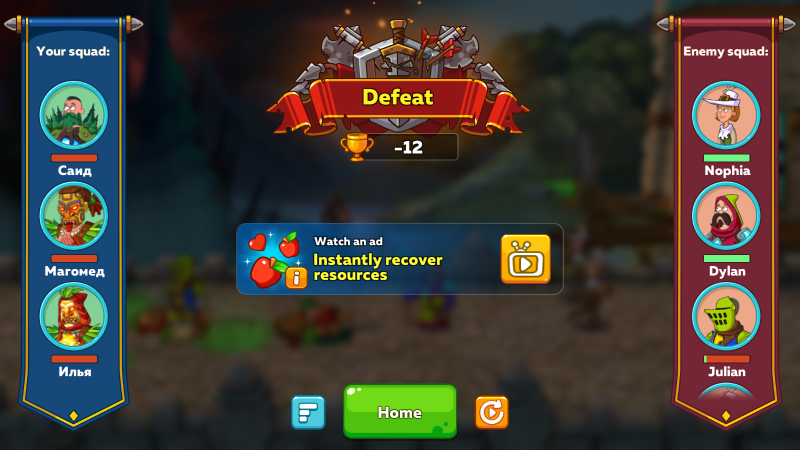 Your squad:
Саид
Магомед
Илья
Defeat
-12
Watch an ad
Instantly recover
resources
Home
Enemy squad:
Nophia
Dylan
Julian